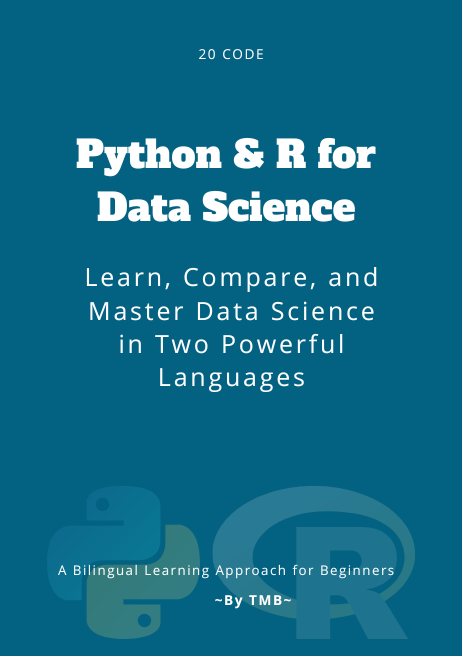 20 CODE
Python & R for
Data Science
Learn, Compare, and
Master Data Science
in Two Powerful
Languages
R
A Bilingual Learning Approach for Beginners
~By TMB~